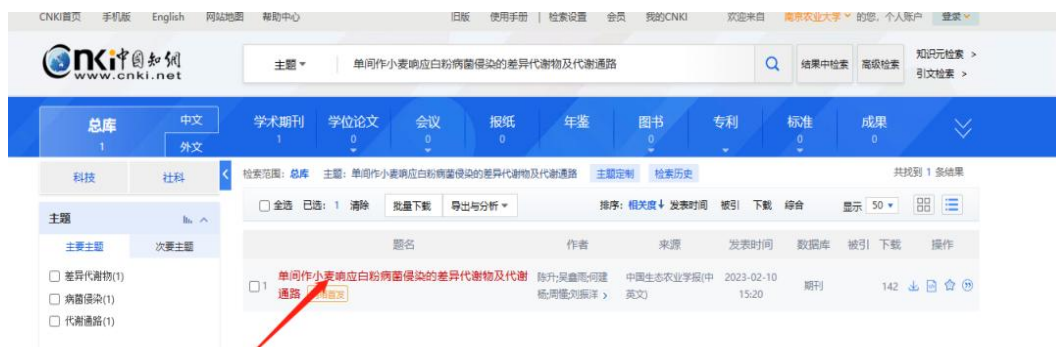 CNKI首页 手机版 English 网站地图 帮助中心 旧版 使用手册 | 检索设置 会员 我的CNKI 欢迎来自 南京农业大学 的您, 个人账户 登录
CNKI中国知网
www.cnki.net
主题 单间作小麦响应白粉病菌侵染的差异代谢物及代谢通路 结果中检索 高级检索 知识元检索 >
引文检索 >
总库 1 中文 外文
学术期刊 1 学位论文 0 会议 0 报纸 0 年鉴 图书 0 专利 标准 0 成果 0
科技 社科
检索范围: 总库 主题: 单间作小麦响应白粉病菌侵染的差异代谢物及代谢通路 主题定制 检索历史 共找到 1 条结果
主题
主要主题 次要主题
差异代谢物(1)
病菌侵染(1)
代谢通路(1)
全选 已选: 1 清除 批量下载 导出与分析 排序: 相关度↓ 发表时间 被引 下载 综合 显示 50
题名 作者 来源 发表时间 数据库 被引 下载 操作
1 单间作小麦响应白粉病菌侵染的差异代谢物及代谢
通路 首发
陈升;吴鑫雨;何建
杨;周懂;刘振洋 >
中国生态农业学报(中
英文)
2023-02-10
15:20
期刊 142